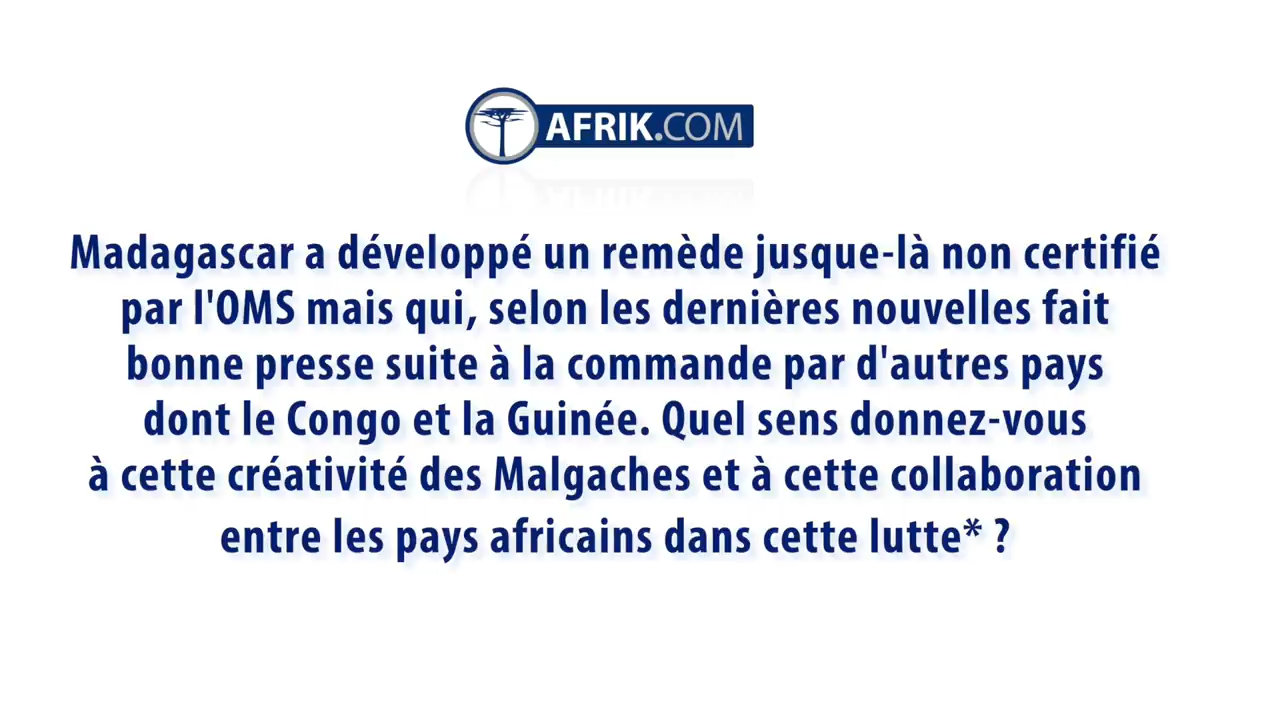 AFRIK.COM
Madagascar a développé un remède jusque-là non certifié
par l'OMS mais qui, selon les dernières nouvelles fait
bonne presse suite à la commande par d'autres pays
dont le Congo et la Guinée. Quel sens donnez-vous
à cette créativité des Malgaches et à cette collaboration
entre les pays africains dans cette lutte* ?